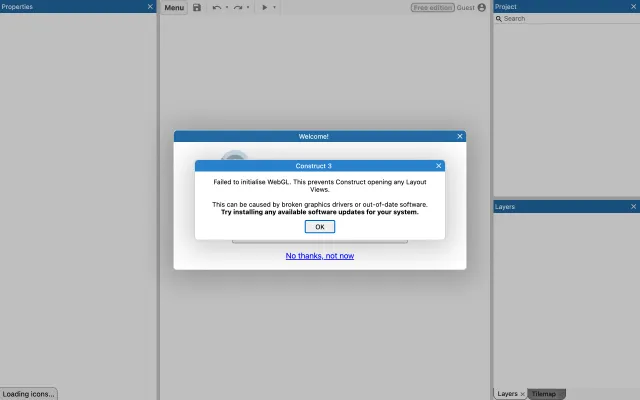 Properties
Menu
Free edition
Guest
Project
Search
Welcome!
Construct 3
Failed to initialise WebGL. This prevents Construct opening any Layout
Views.
This can be caused by broken graphics drivers or out-of-date software.
Try installing any available software updates for your system.
OK
No thanks, not now
Layers
Loading icons...
Layers
Tilemap